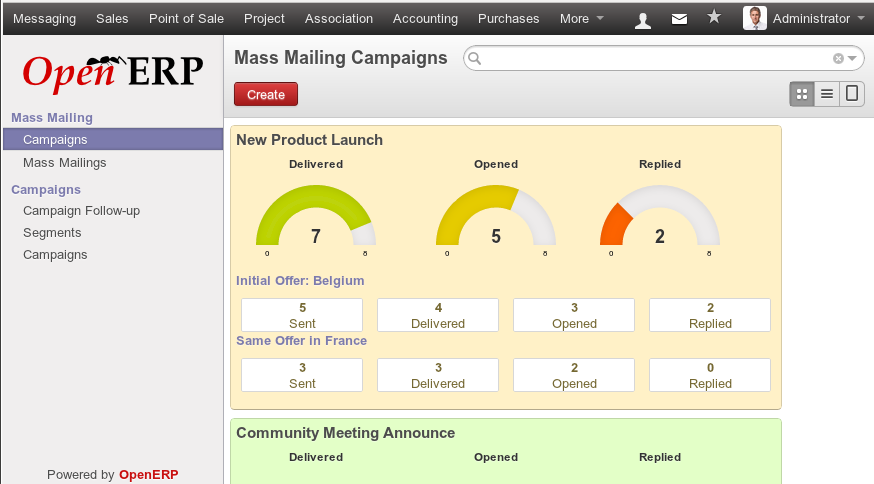 Messaging Sales Point of Sale Project Association Accounting Purchases More Administrator
Open ERP
Mass Mailing
Campaigns
Mass Mailings
Campaigns
Campaign Follow-up
Segments
Campaigns
Powered by OpenERP
Mass Mailing Campaigns
Create
New Product Launch
Delivered Opened Replied
7 5 2
0 8 0 8 0 8
Initial Offer: Belgium
5 4 3 2
Sent Delivered Opened Replied
Same Offer in France
3 3 2 0
Sent Delivered Opened Replied
Community Meeting Announce
Delivered Opened Replied